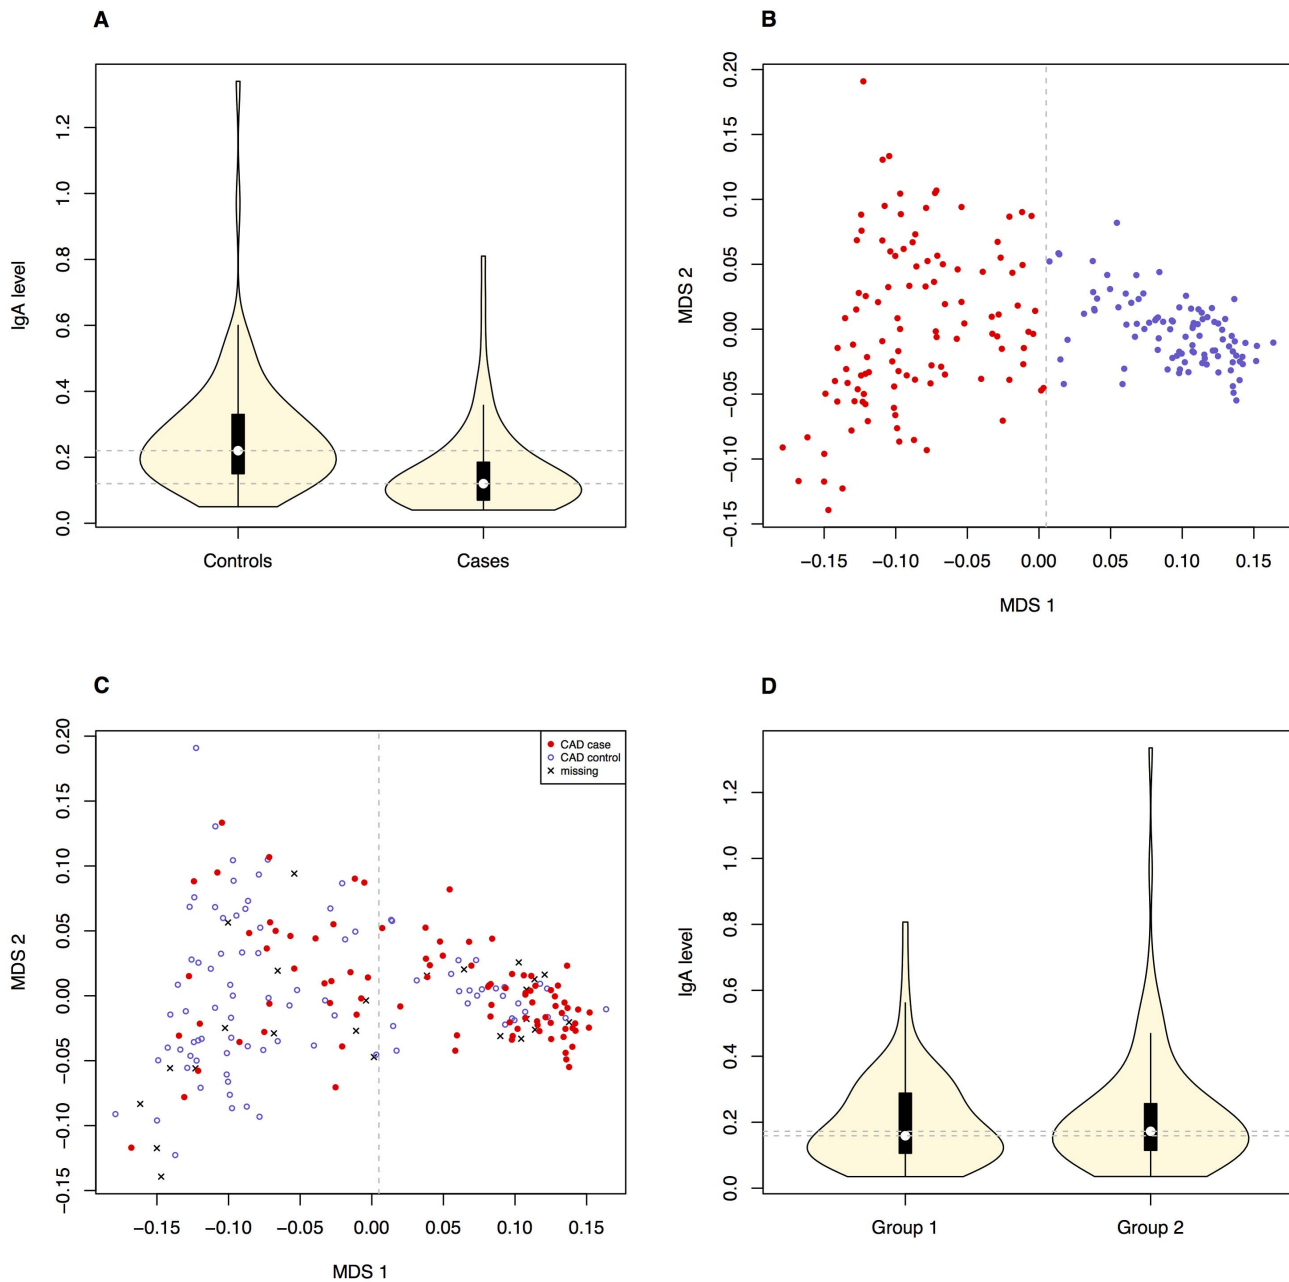 A
IgA level
0.0 0.2 0.4 0.6 0.8 1.0 1.2
Controls Cases
B
MDS 2
−0.15 −0.10 −0.05 0.00 0.05 0.10 0.15 0.20
−0.15 −0.10 −0.05 0.00 0.05 0.10 0.15
MDS 1
C
MDS 2
−0.15 −0.10 −0.05 0.00 0.05 0.10 0.15 0.20
CAD case
CAD control
missing
−0.15 −0.10 −0.05 0.00 0.05 0.10 0.15
MDS 1
D
IgA level
0.0 0.2 0.4 0.6 0.8 1.0 1.2
Group 1 Group 2